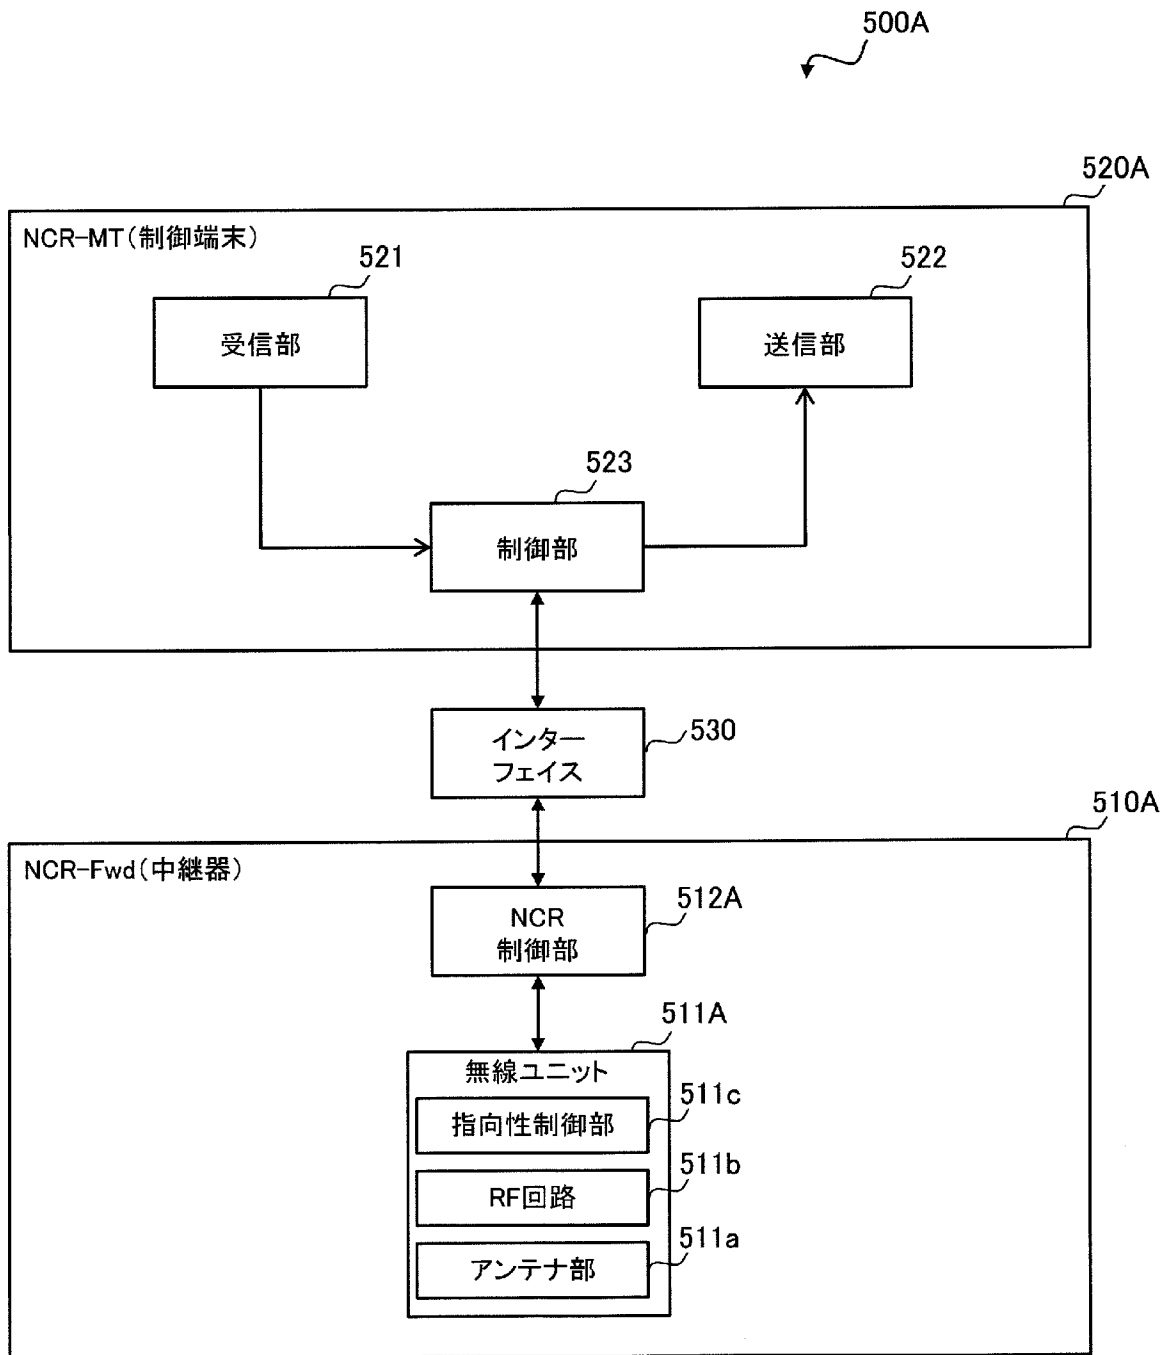 500A
520A
NCR-MT(制御端末)
521
522
受信部
送信部
523
制御部
インター
フェイス
530
510A
NCR-Fwd(中継器)
512A
NCR
制御部
511A
無線ユニット
511c
指向性制御部
511b
RF回路
511a
アンテナ部